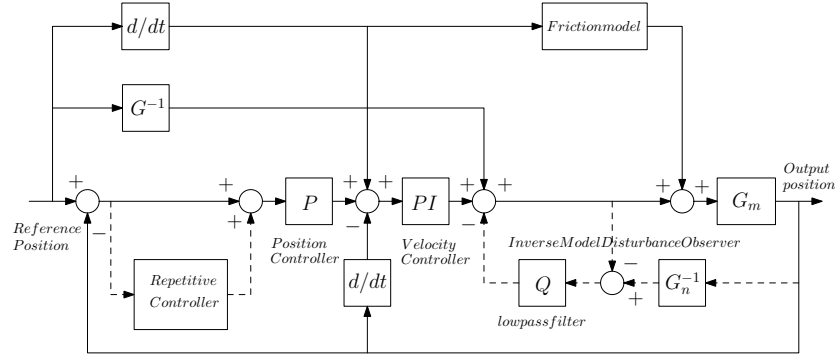 d/dt
Frictionmodel
G⁻¹
+
+
+
+
+
+
+
+
+
Output
position
P
PI
G_m
+
−
−
Reference
Position
−
Position
Controller
Velocity
Controller
InverseModelDisturbanceObserver
−
Repetitive
Controller
d/dt
Q
+
G_n⁻¹
lowpassfilter